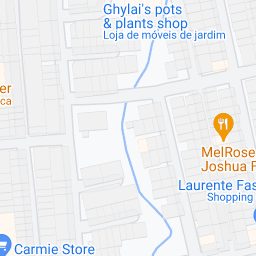 Ghylai's pots
& plants shop
Loja de móveis de jardim
MelRose
Joshua F
Laurente Fas
Shopping
Carmie Store